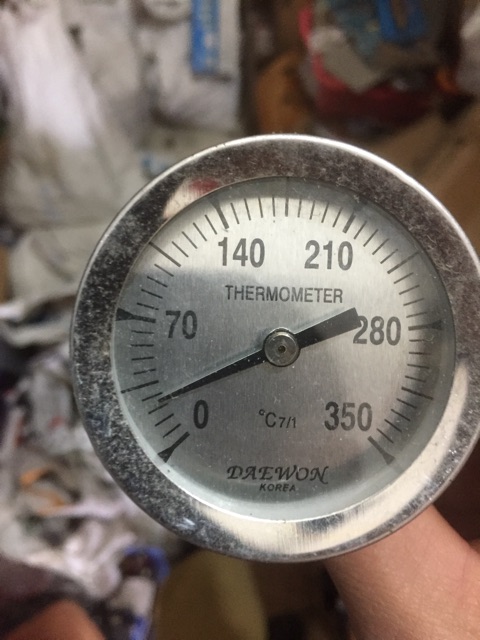 140 210
THERMOMETER
70 280
0 °C7/1 350
DAEWON
KOREA